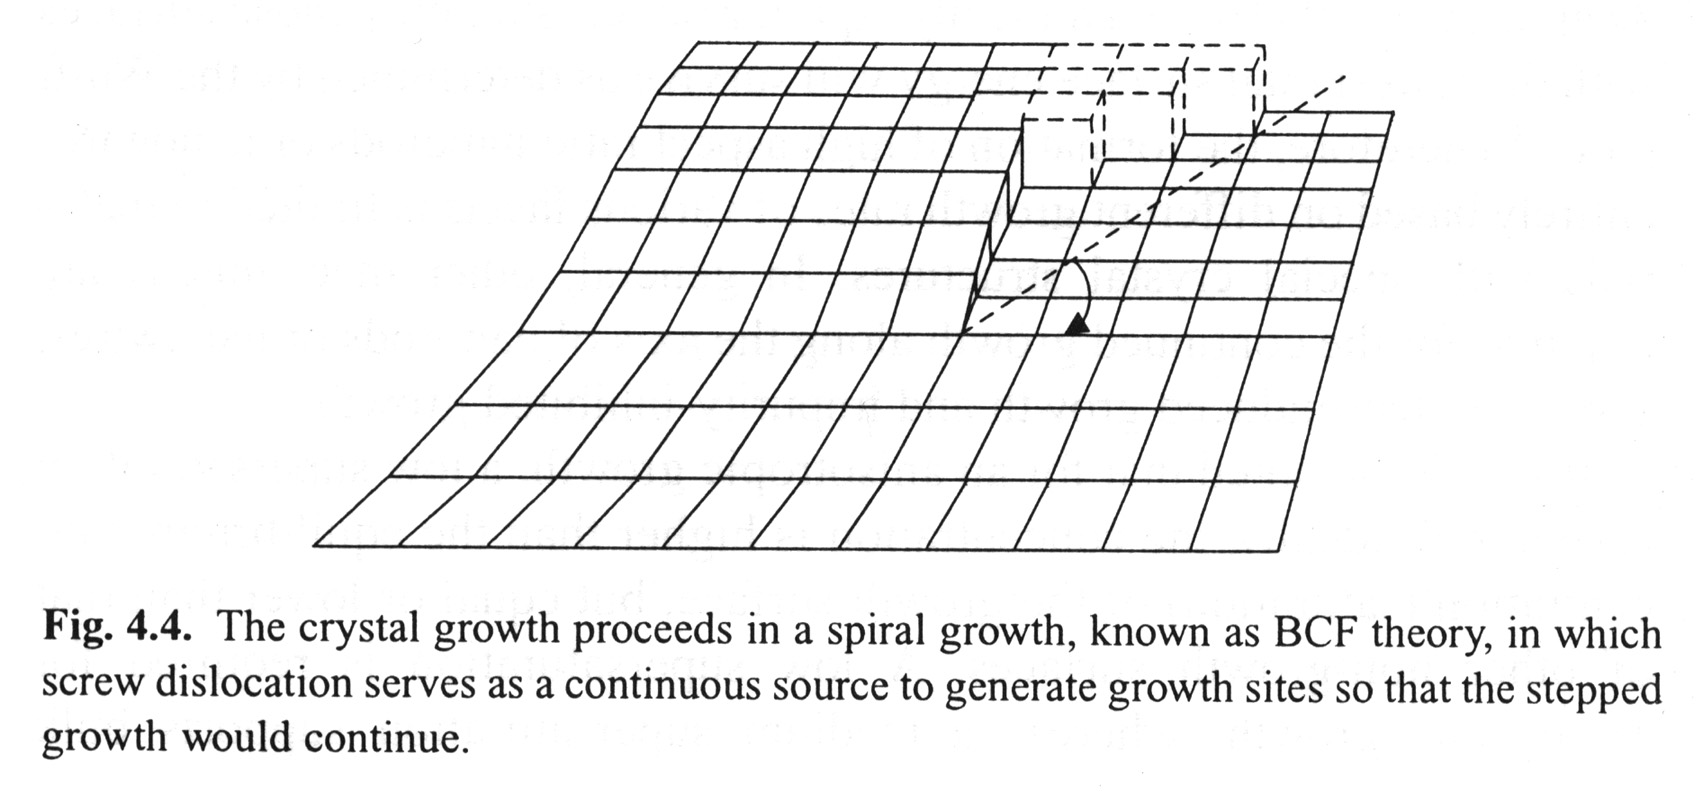 Fig. 4.4. The crystal growth proceeds in a spiral growth, known as BCF theory, in which
screw dislocation serves as a continuous source to generate growth sites so that the stepped
growth would continue.